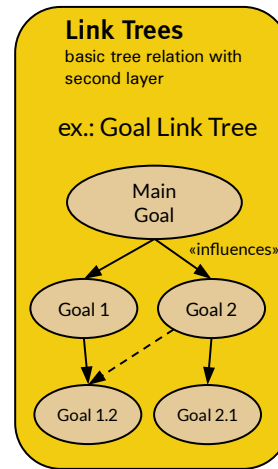 Link Trees
basic tree relation with
second layer
ex.: Goal Link Tree
Main
Goal
«influences»
Goal 1
Goal 2
Goal 1.2
Goal 2.1